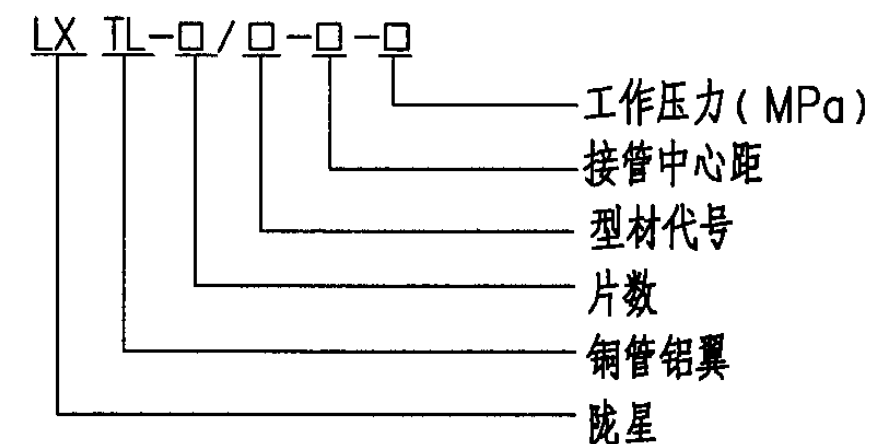 LX TL-□/□-□-□
工作压力(MPa)
接管中心距
型材代号
片数
铜管铝翼
陇星